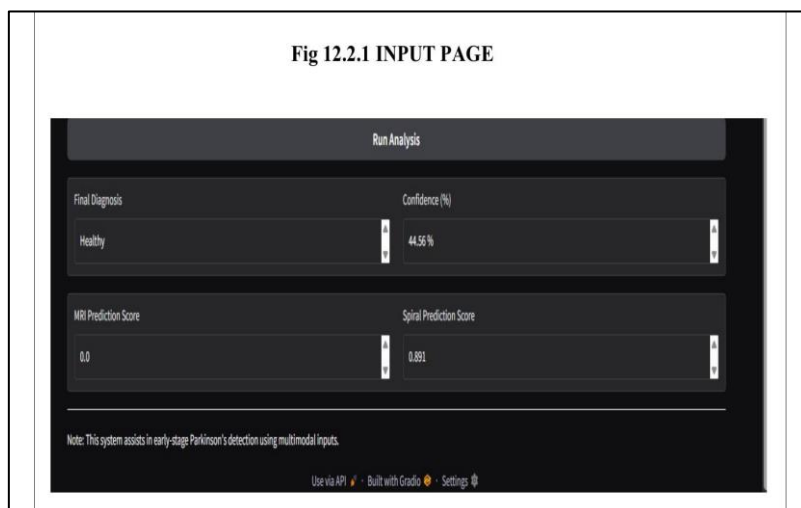 Fig 12.2.1 INPUT PAGE
Run Analysis
Final Diagnosis
Confidence (%)
Healthy
44.56 %
MRI Prediction Score
Spiral Prediction Score
0.0
0.891
Note: This system assists in early-stage Parkinson's detection using multimodal inputs.
Use via API · Built with Gradio · Settings